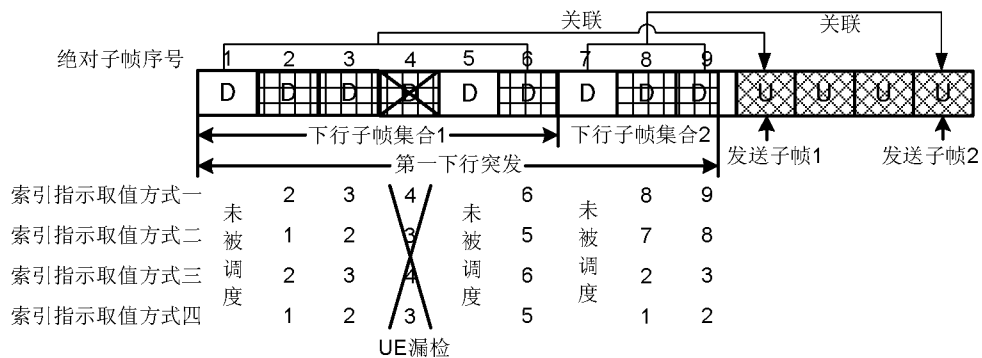 关联
关联
绝对子帧序号 1 2 3 4 5 6 7 8 9
D D D D D D D D D U U U U
下行子帧集合1 下行子帧集合2 发送子帧1 发送子帧2
第一下行突发
索引指示取值方式一 2 3 4 6 8 9
索引指示取值方式二 1 2 3 5 7 8
索引指示取值方式三 2 3 4 6 2 3
索引指示取值方式四 1 2 3 5 1 2
未被调度
未被调度
未被调度
UE漏检